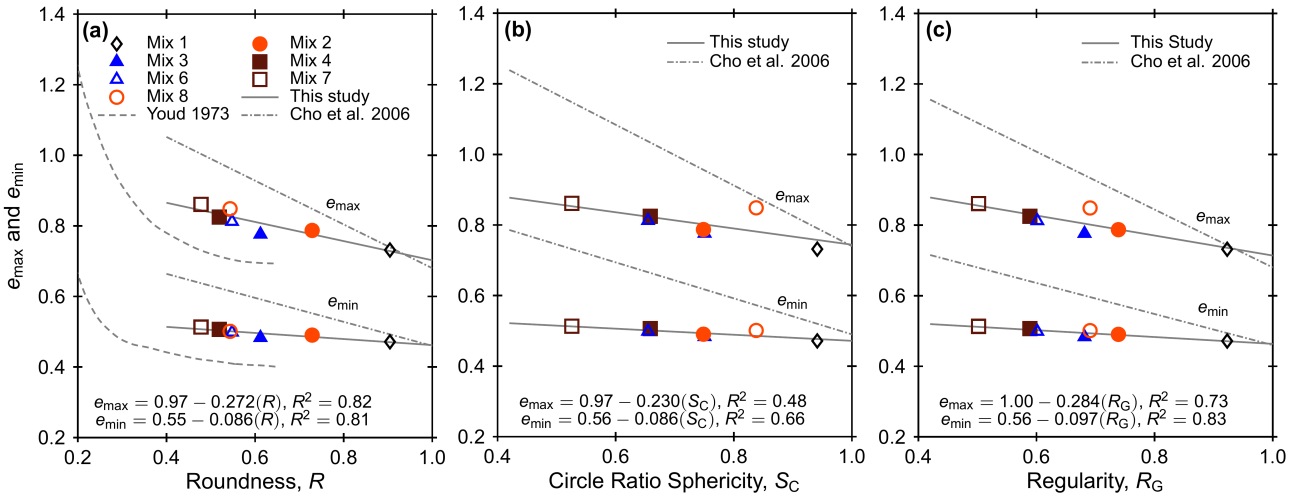 (a)
Mix 1
Mix 2
Mix 3
Mix 4
Mix 6
Mix 7
Mix 8
This study
Youd 1973
Cho et al. 2006
e_max
e_min
e_max = 0.97 − 0.272(R), R² = 0.82
e_min = 0.55 − 0.086(R), R² = 0.81
1.4
1.2
1.0
0.8
0.6
0.4
0.2
e_max and e_min
0.2 0.4 0.6 0.8 1.0
Roundness, R
(b)
This study
Cho et al. 2006
e_max
e_min
e_max = 0.97 − 0.230(S_C), R² = 0.48
e_min = 0.56 − 0.086(S_C), R² = 0.66
1.4
1.2
1.0
0.8
0.6
0.4
0.2
0.4 0.6 0.8 1.0
Circle Ratio Sphericity, S_C
(c)
This Study
Cho et al. 2006
e_max
e_min
e_max = 1.00 − 0.284(R_G), R² = 0.73
e_min = 0.56 − 0.097(R_G), R² = 0.83
1.4
1.2
1.0
0.8
0.6
0.4
0.2
0.4 0.6 0.8 1.0
Regularity, R_G